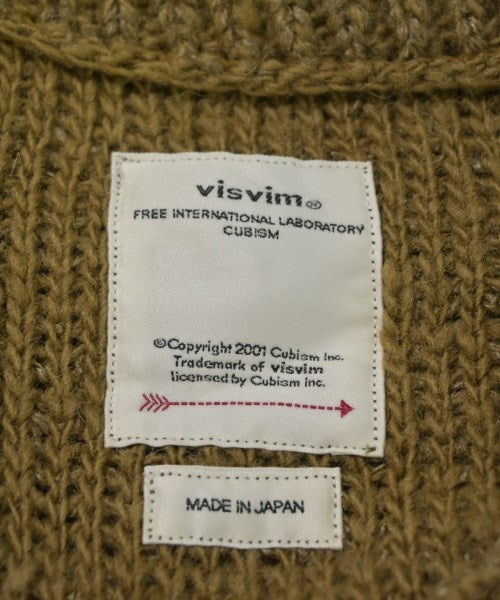 visvim®
FREE INTERNATIONAL LABORATORY
CUBISM
©Copyright 2001 Cubism Inc.
Trademark of visvim
licensed by Cubism inc.
MADE IN JAPAN